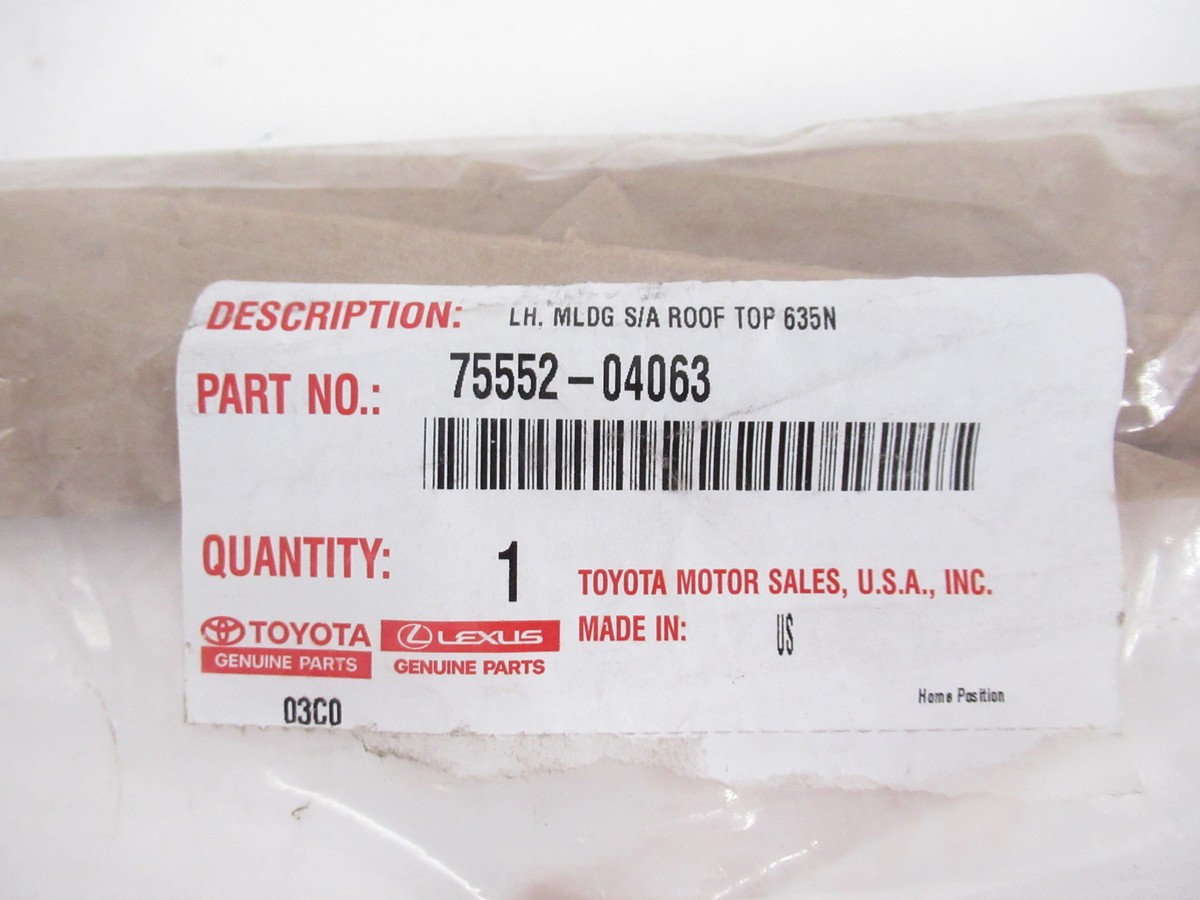 DESCRIPTION: LH, MLDG S/A ROOF TOP 635N
PART NO.: 75552-04063
QUANTITY: 1
TOYOTA MOTOR SALES, U.S.A., INC.
TOYOTA LEXUS MADE IN: US
GENUINE PARTS GENUINE PARTS
03C0 Home Position